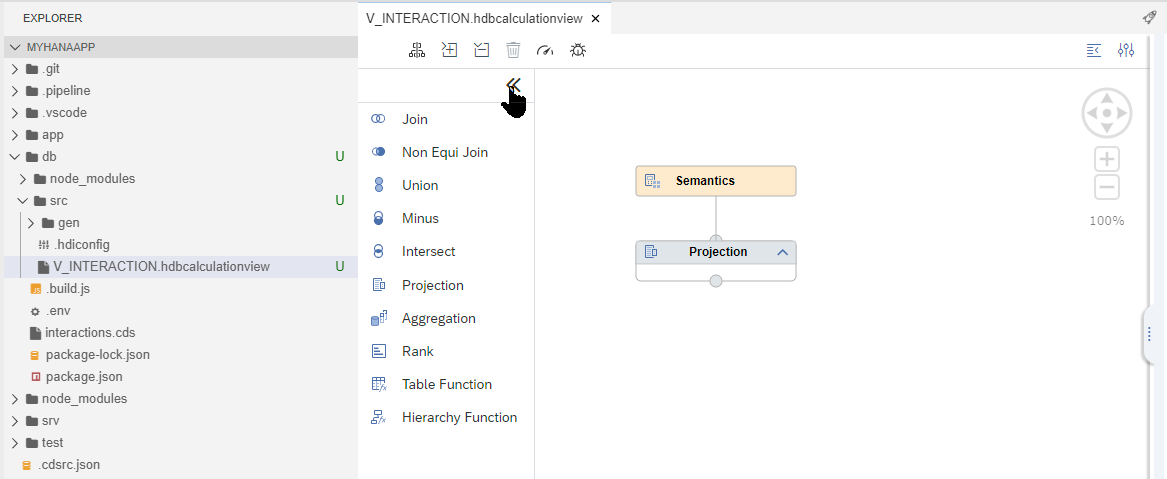 EXPLORER
MYHANAAPP
.git
.pipeline
.vscode
app
db U
node_modules
src U
gen
.hdiconfig
V_INTERACTION.hdbcalculationview U
.build.js
.env
interactions.cds
package-lock.json
package.json
node_modules
srv
test
.cdsrc.json
V_INTERACTION.hdbcalculationview ×
Join
Non Equi Join
Union
Minus
Intersect
Projection
Aggregation
Rank
Table Function
Hierarchy Function
Semantics
Projection
100%